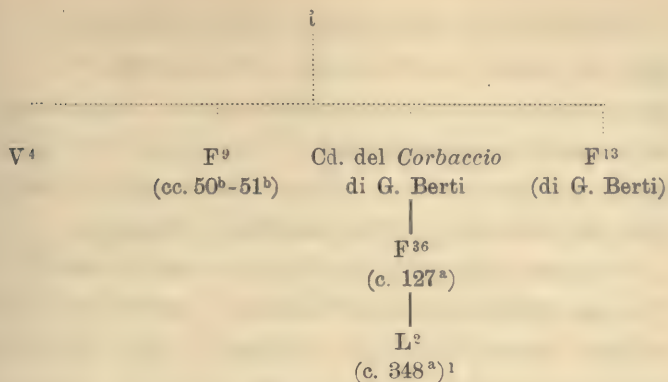 i
V⁴ F⁹ Cd. del Corbaccio F¹³
(cc. 50ᵇ-51ᵇ) di G. Berti (di G. Berti)
F³⁶
(c. 127ᵃ)
L²
(c. 348ᵃ)¹